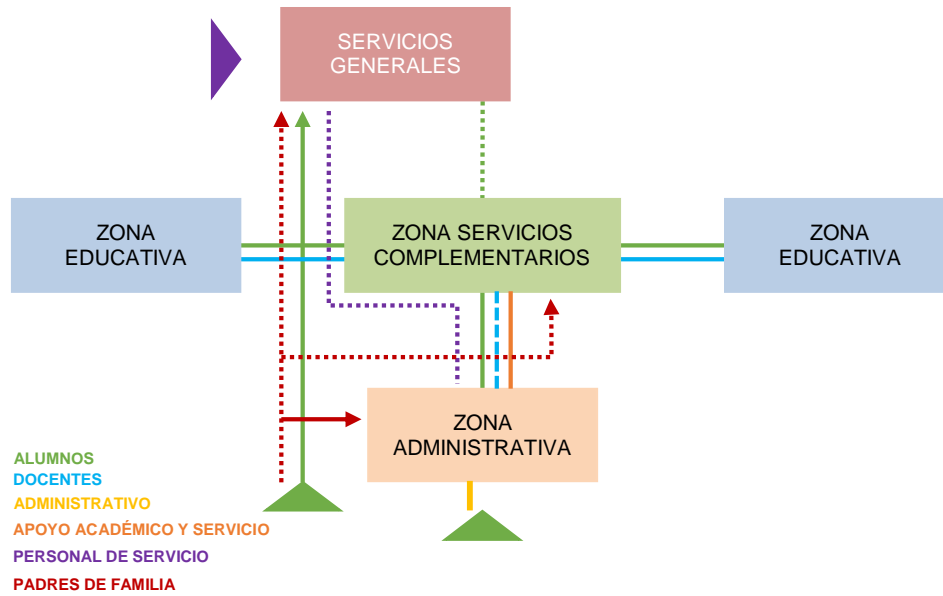 SERVICIOS
GENERALES
ZONA
EDUCATIVA
ZONA SERVICIOS
COMPLEMENTARIOS
ZONA
EDUCATIVA
ZONA
ADMINISTRATIVA
ALUMNOS
DOCENTES
ADMINISTRATIVO
APOYO ACADÉMICO Y SERVICIO
PERSONAL DE SERVICIO
PADRES DE FAMILIA